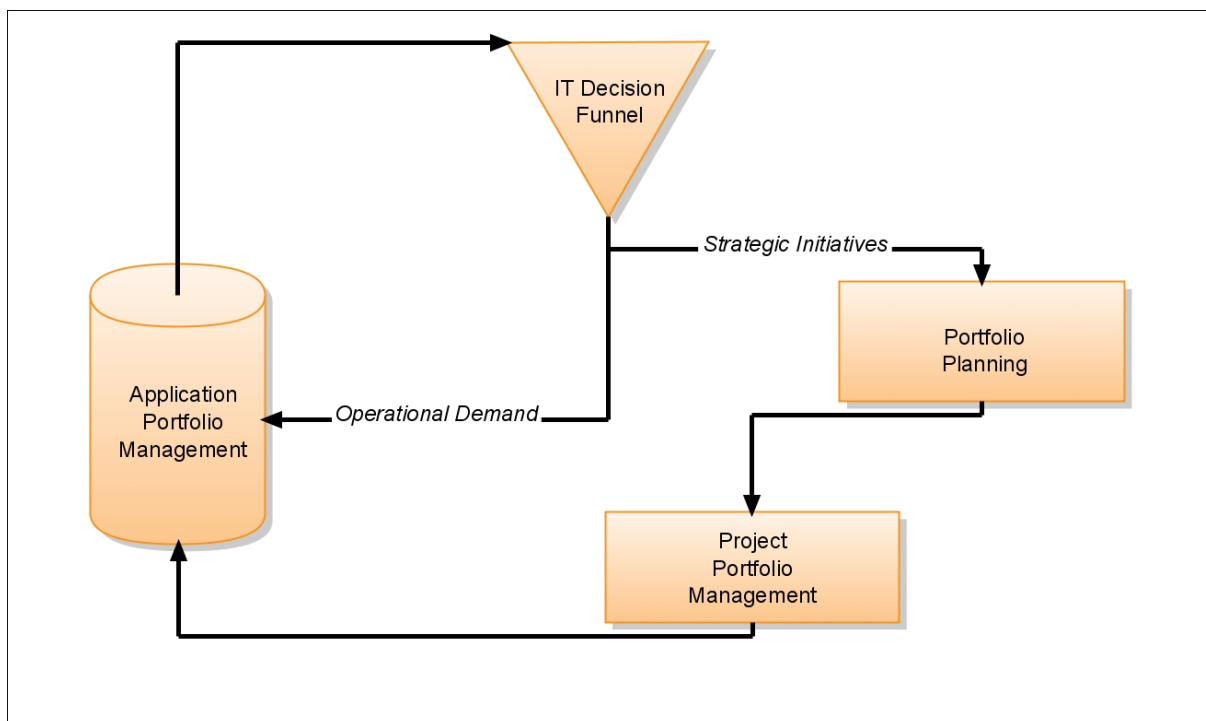 IT Decision
Funnel
Strategic Initiatives
Portfolio
Planning
Application
Portfolio
Management
Operational Demand
Project
Portfolio
Management